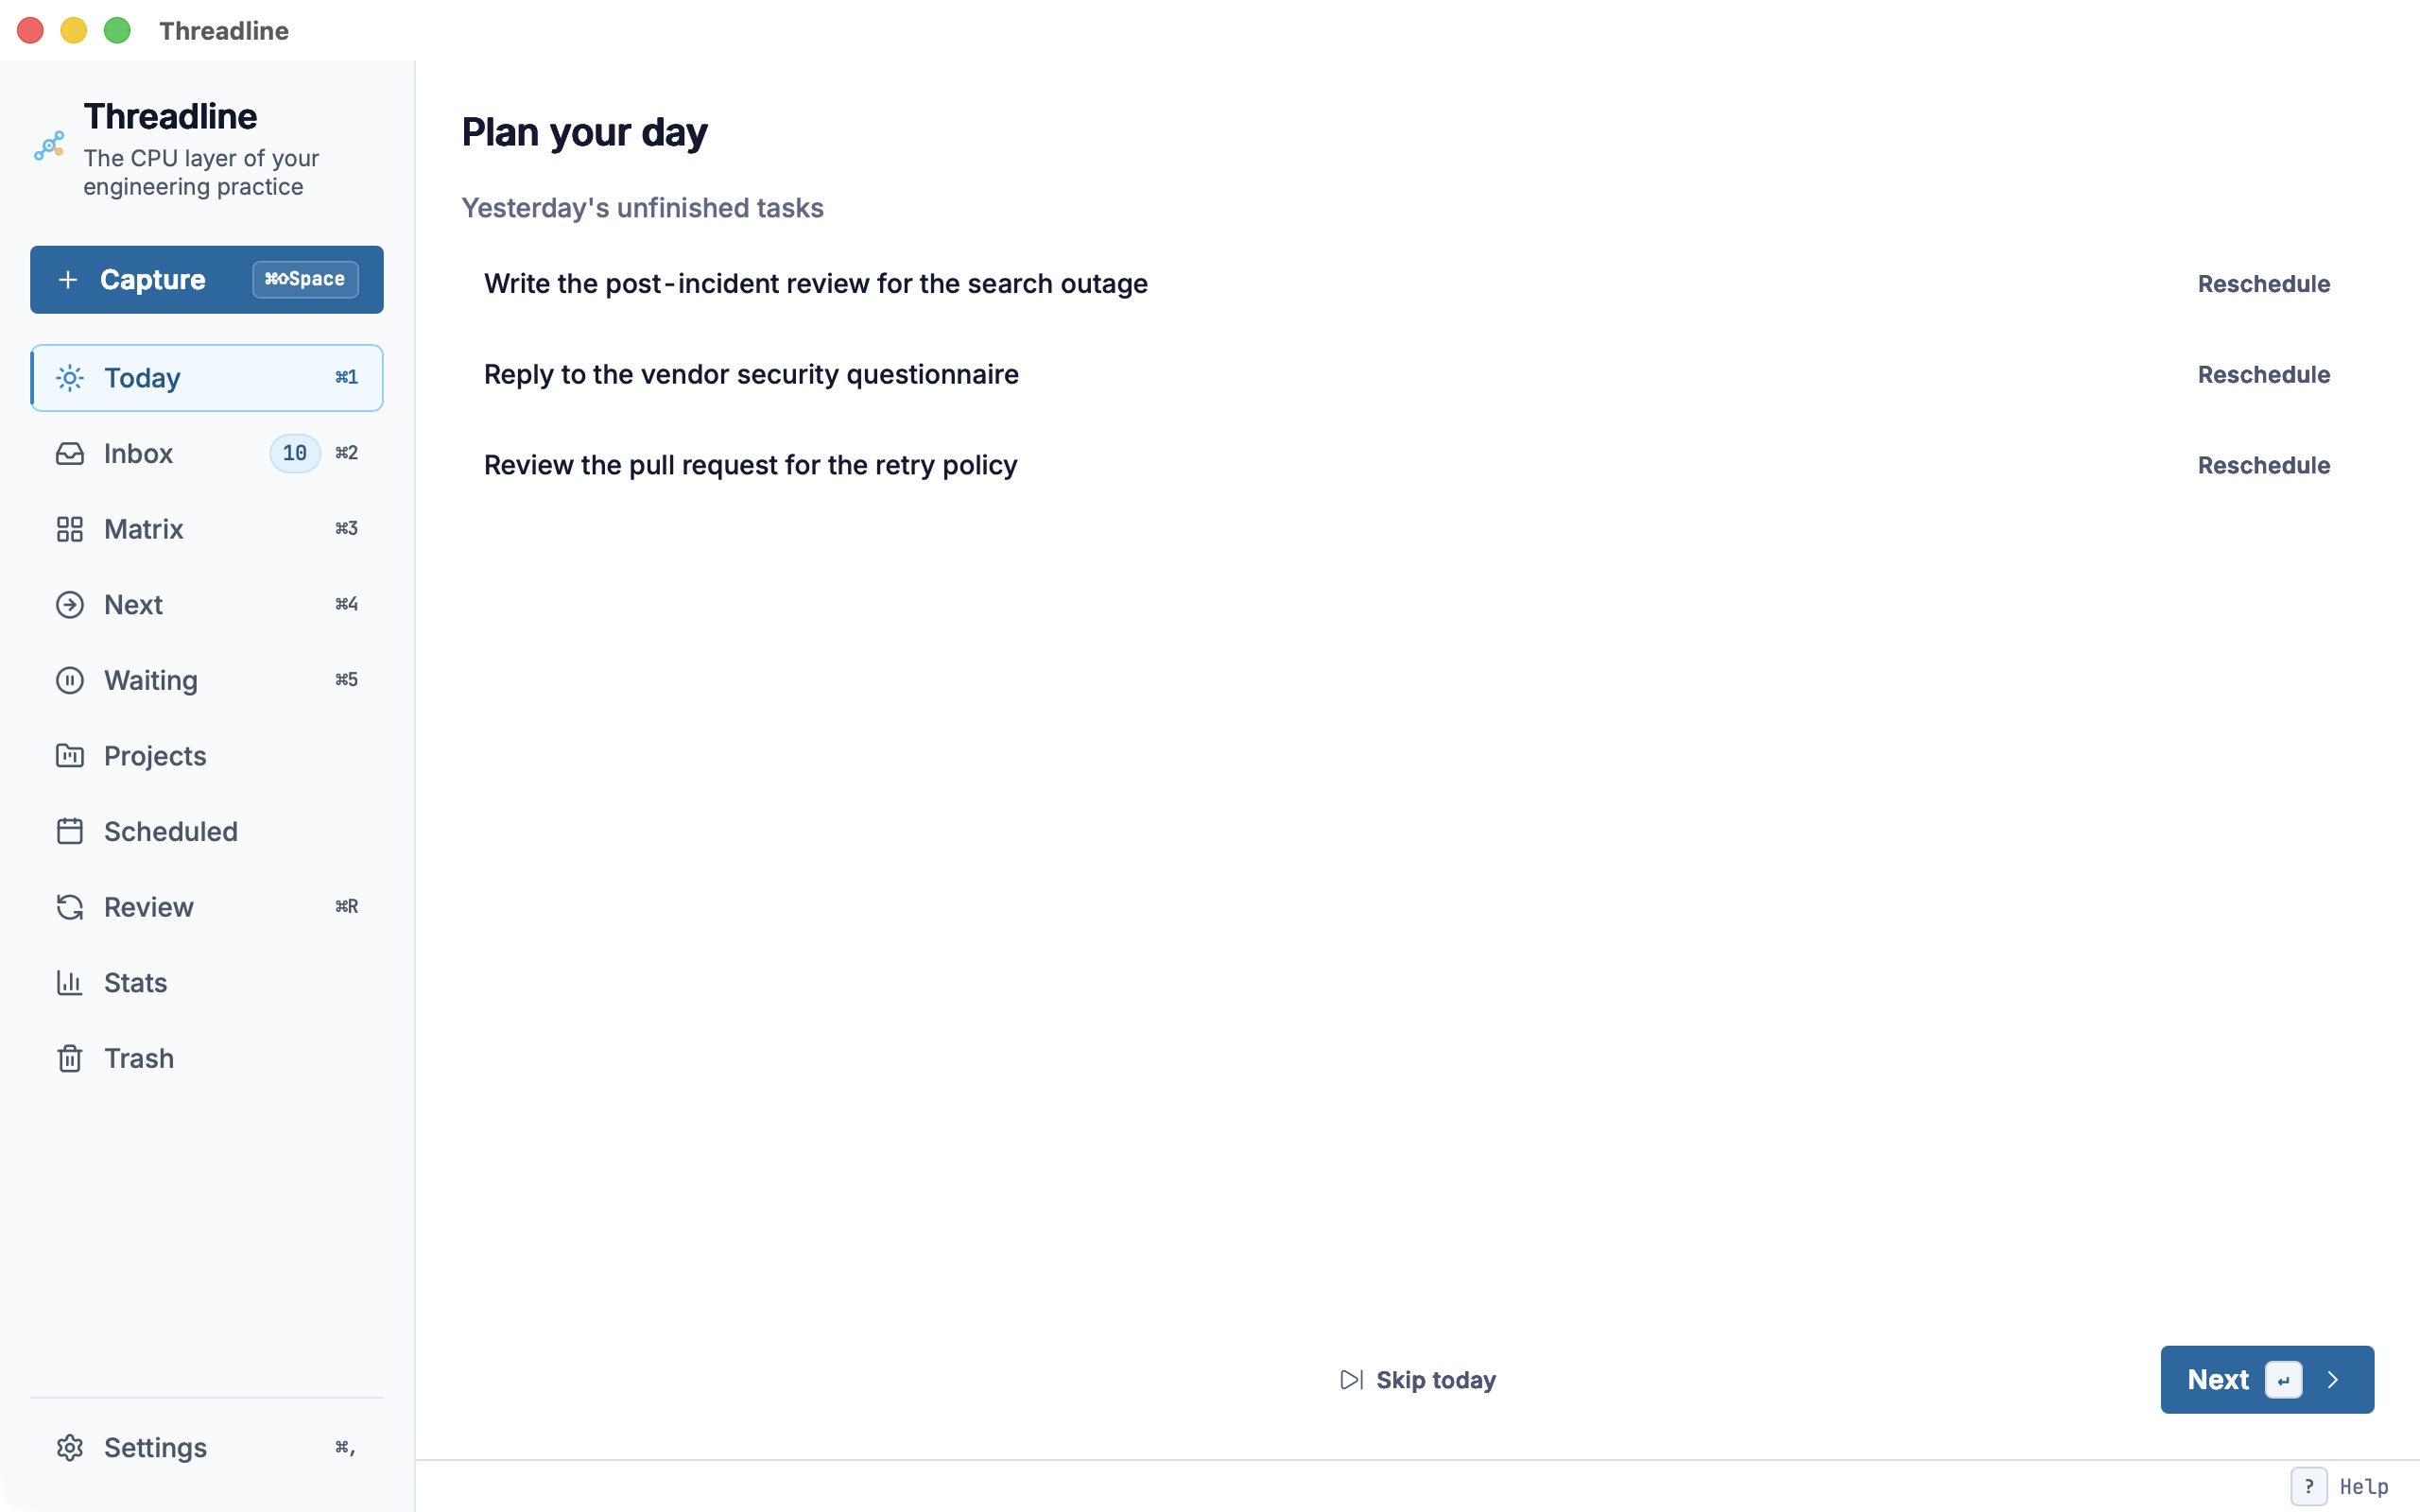 Threadline
Threadline
The CPU layer of your
engineering practice
Capture ⌘⇧Space
Today ⌘1
Inbox 10 ⌘2
Matrix ⌘3
Next ⌘4
Waiting ⌘5
Projects
Scheduled
Review ⌘R
Stats
Trash
Settings ⌘,
Plan your day
Yesterday's unfinished tasks
Write the post-incident review for the search outage Reschedule
Reply to the vendor security questionnaire Reschedule
Review the pull request for the retry policy Reschedule
Skip today
Next ↵
? Help